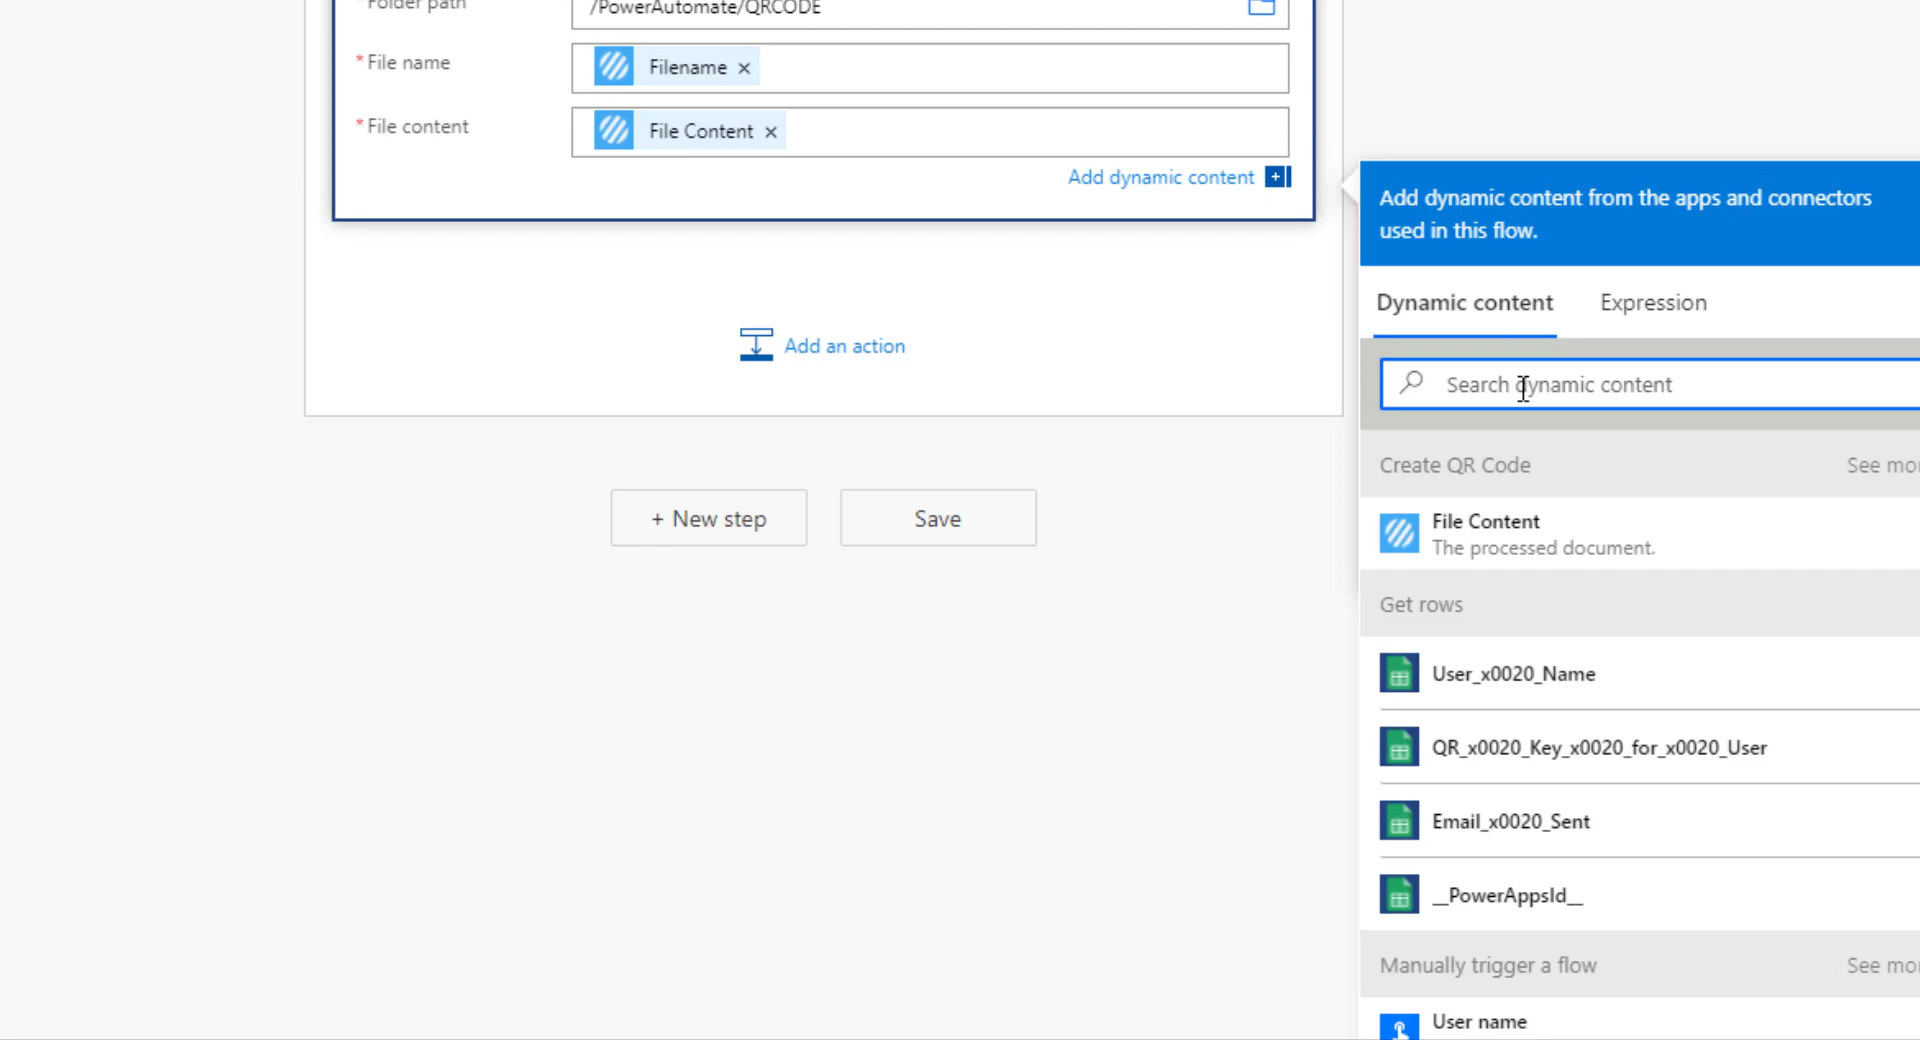 * Folder path
/PowerAutomate/QRCODE
* File name
Filename ×
* File content
File Content ×
Add dynamic content +
Add dynamic content from the apps and connectors
used in this flow.
Dynamic content
Expression
Search dynamic content
Add an action
Create QR Code
See mor
+ New step
Save
File Content
The processed document.
Get rows
User_x0020_Name
QR_x0020_Key_x0020_for_x0020_User
Email_x0020_Sent
__PowerAppsId__
Manually trigger a flow
See mor
User name